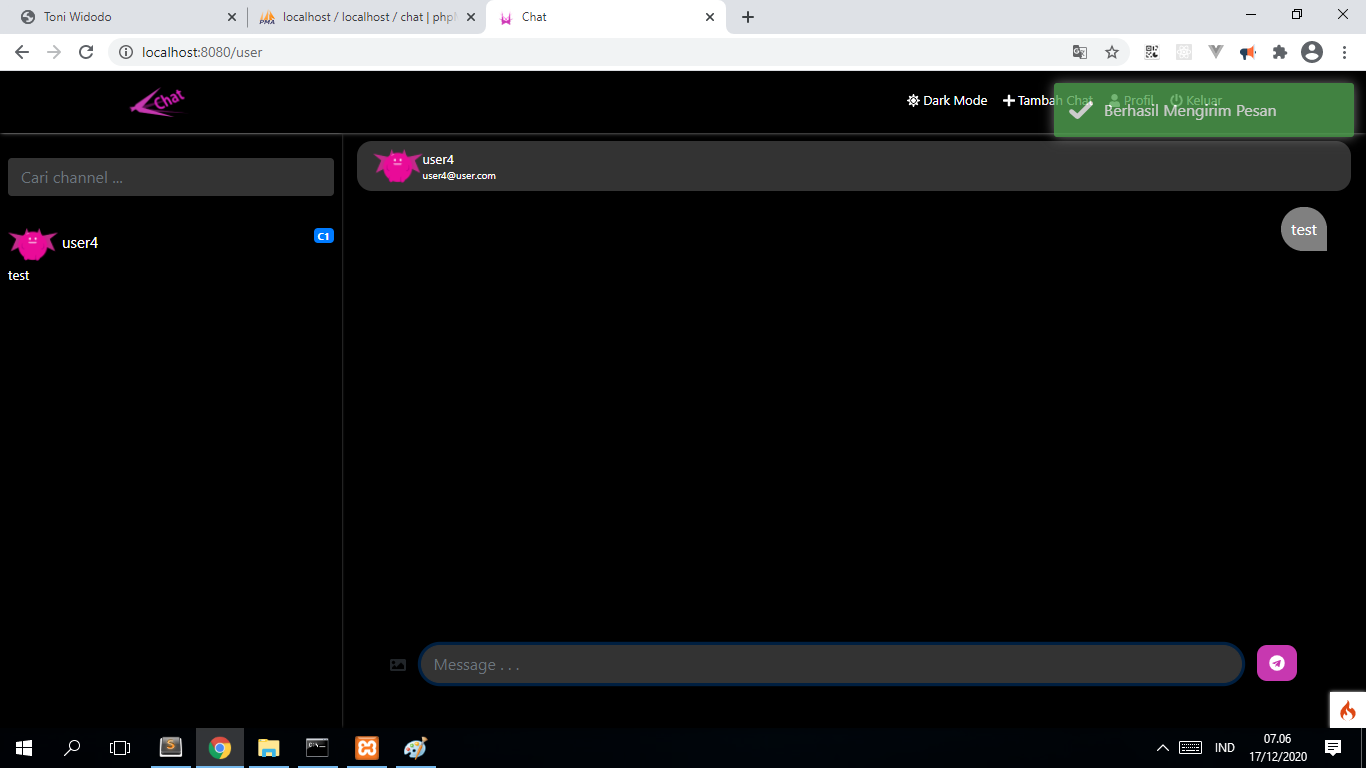 Toni Widodo
localhost / localhost / chat | php
Chat
localhost:8080/user
Chat
Dark Mode
Tambah Chat
Profil
Keluar
Berhasil Mengirim Pesan
Cari channel ...
user4
C1
test
user4
user4@user.com
test
Message . . .
IND
07.06
17/12/2020